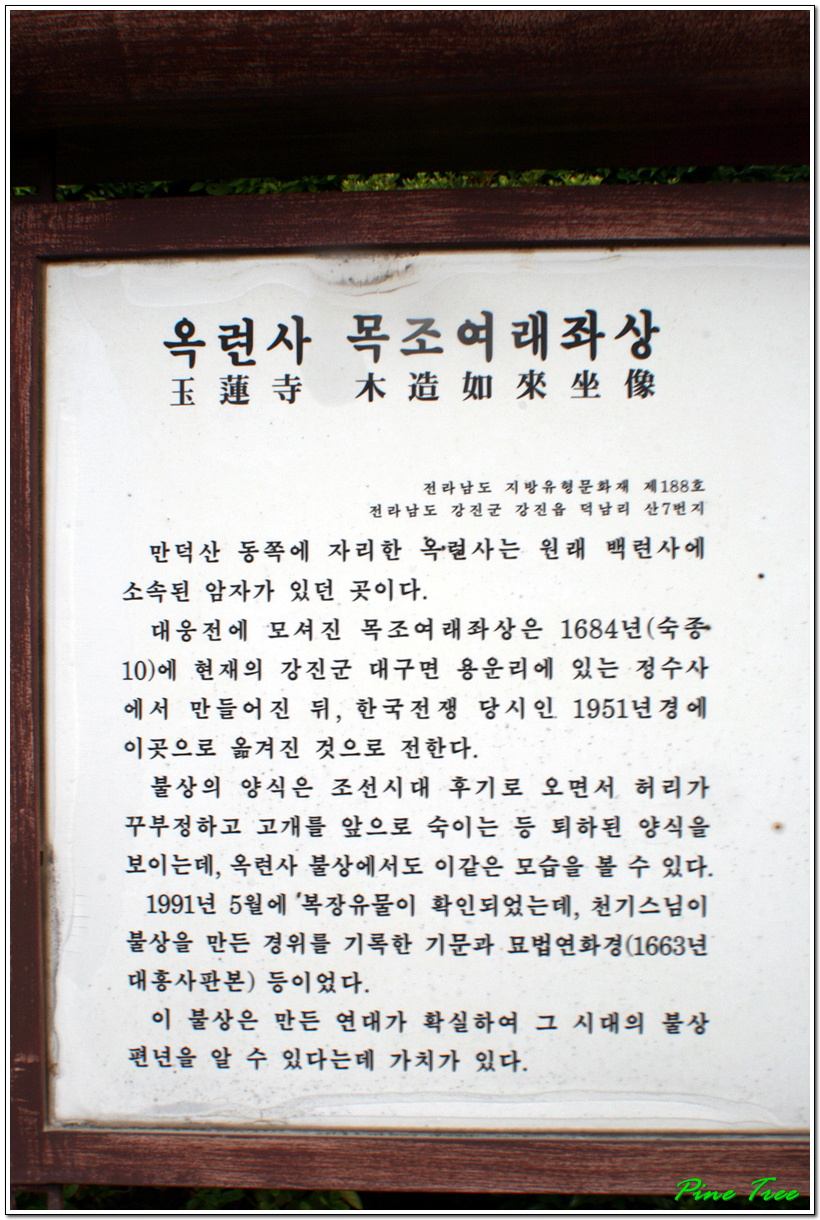 옥련사 목조여래좌상
玉蓮寺 木造如來坐像
전라남도 지방유형문화재 제188호
전라남도 강진군 강진읍 덕남리 산7번지
만덕산 동쪽에 자리한 옥련사는 원래 백련사에
소속된 암자가 있던 곳이다.
대웅전에 모셔진 목조여래좌상은 1684년(숙종
10)에 현재의 강진군 대구면 용운리에 있는 정수사
에서 만들어진 뒤, 한국전쟁 당시인 1951년경에
이곳으로 옮겨진 것으로 전한다.
불상의 양식은 조선시대 후기로 오면서 허리가
꾸부정하고 고개를 앞으로 숙이는 등 퇴하된 양식을
보이는데, 옥련사 불상에서도 이같은 모습을 볼 수 있다.
1991년 5월에 복장유물이 확인되었는데, 천기스님이
불상을 만든 경위를 기록한 기문과 묘법연화경(1663년
대흥사판본) 등이었다.
이 불상은 만든 연대가 확실하여 그 시대의 불상
편년을 알 수 있다는데 가치가 있다.
Pine Tree